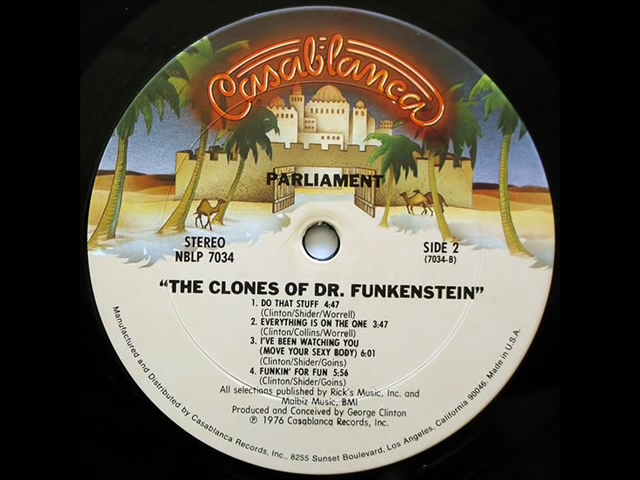 Casablanca
PARLIAMENT
STEREO
NBLP 7034
SIDE 2
(7034-B)
"THE CLONES OF DR. FUNKENSTEIN"
1. DO THAT STUFF 4:47
(Clinton/Shider/Worrell)
2. EVERYTHING IS ON THE ONE 3:47
(Clinton/Collins/Worrell)
3. I'VE BEEN WATCHING YOU
(MOVE YOUR SEXY BODY) 6:01
(Clinton/Shider/Goins)
4. FUNKIN' FOR FUN 5:56
(Clinton/Shider/Goins)
All selections published by Rick's Music, Inc. and
Malbiz Music, BMI
Produced and Conceived by George Clinton
℗ 1976 Casablanca Records, Inc.
Manufactured and Distributed by Casablanca Records, Inc., 8255 Sunset Boulevard, Los Angeles, California 90046. Made in U.S.A.